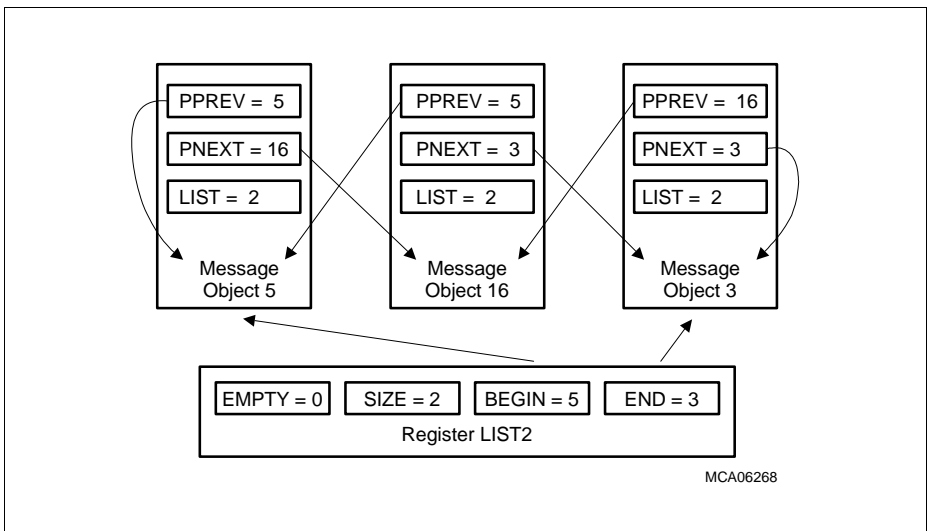 PPREV = 5
PNEXT = 16
LIST = 2
Message
Object 5
PPREV = 5
PNEXT = 3
LIST = 2
Message
Object 16
PPREV = 16
PNEXT = 3
LIST = 2
Message
Object 3
EMPTY = 0
SIZE = 2
BEGIN = 5
END = 3
Register LIST2
MCA06268